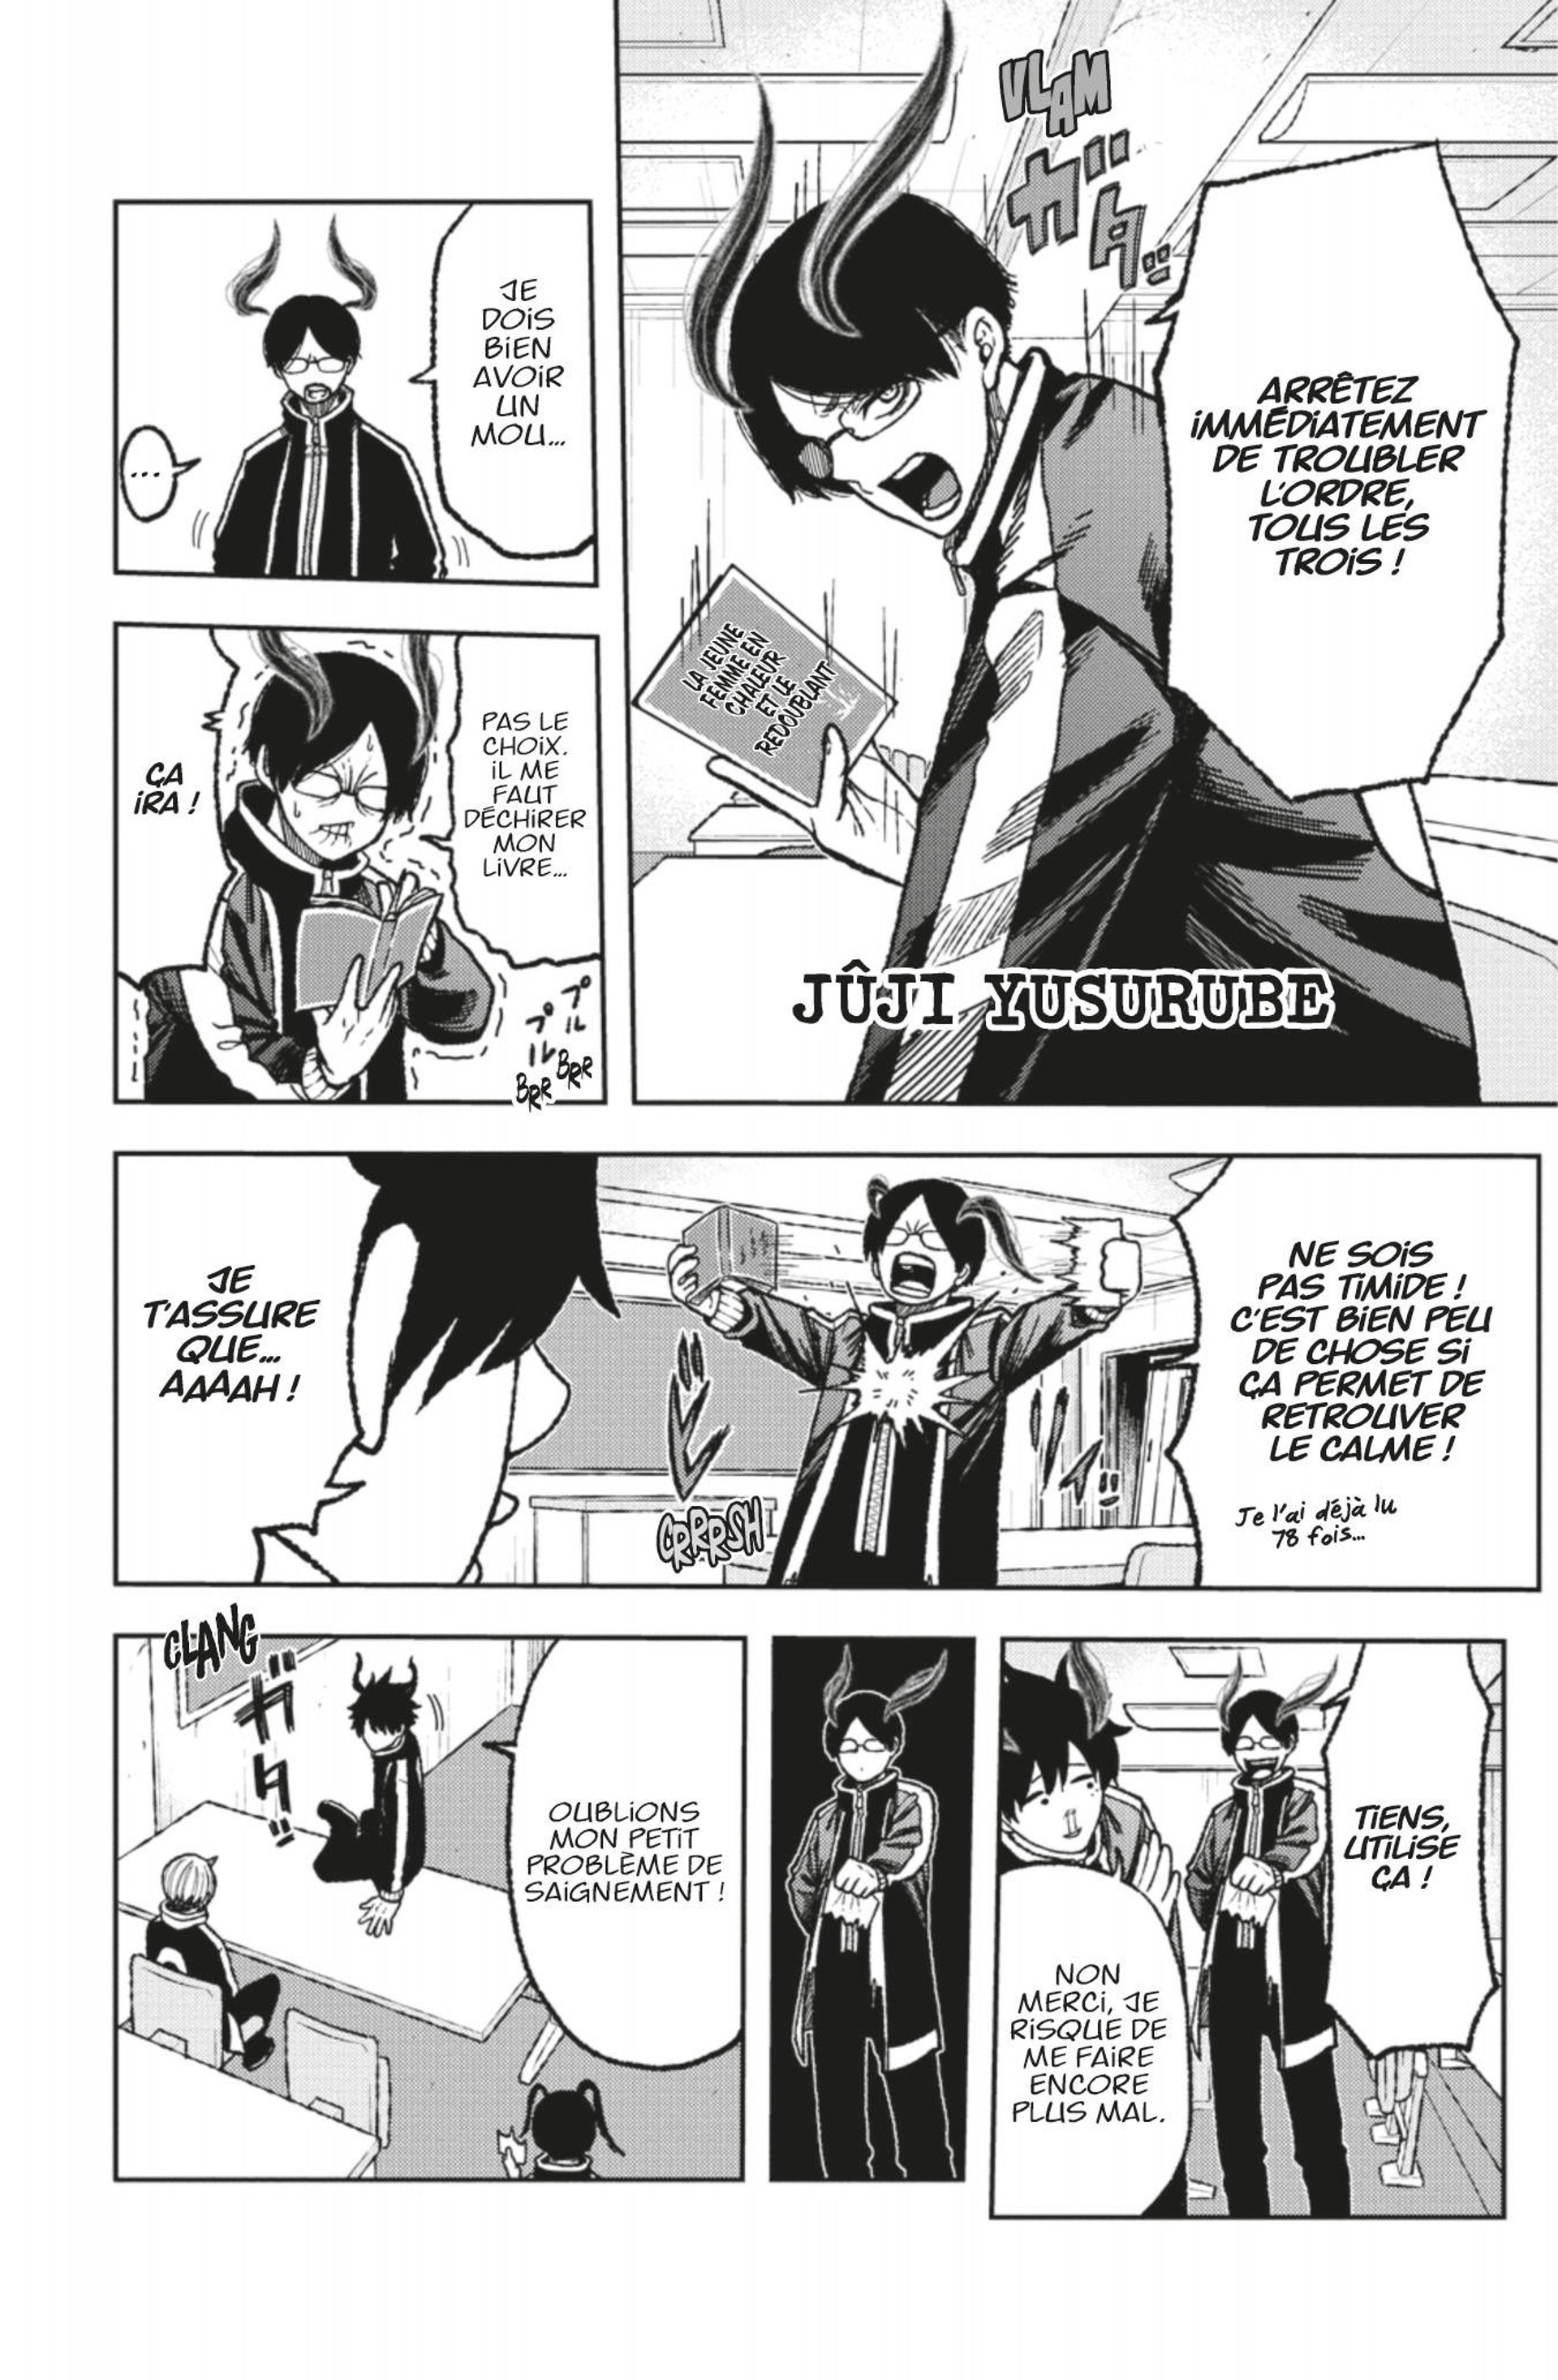 VLAM
ガタ‥
ARRÊTEZ
IMMÉDIATEMENT
DE TROUBLER
L'ORDRE,
TOUS LES
TROIS !
LA JEUNE
FEMME EN
CHALEUR
ET LE
REDOUBLANT
JÛJI YUSURUBE
JE
DOIS
BIEN
AVOIR
UN
MOU...
...
PAS LE
CHOIX.
IL ME
FAUT
DÉCHIRER
MON
LIVRE...
ÇA
IRA !
プル
プル
BRR
BRR
NE SOIS
PAS TIMIDE !
C'EST BIEN PEU
DE CHOSE SI
ÇA PERMET DE
RETROUVER
LE CALME !
Je l'ai déjà lu
78 fois...
ビリ‥
CRRRSH
JE
T'ASSURE
QUE...
AAAAH !
TIENS,
UTILISE
ÇA !
NON
MERCI, JE
RISQUE DE
ME FAIRE
ENCORE
PLUS MAL.
OUBLIONS
MON PETIT
PROBLÈME DE
SAIGNEMENT !
CLANG
ガタ‥